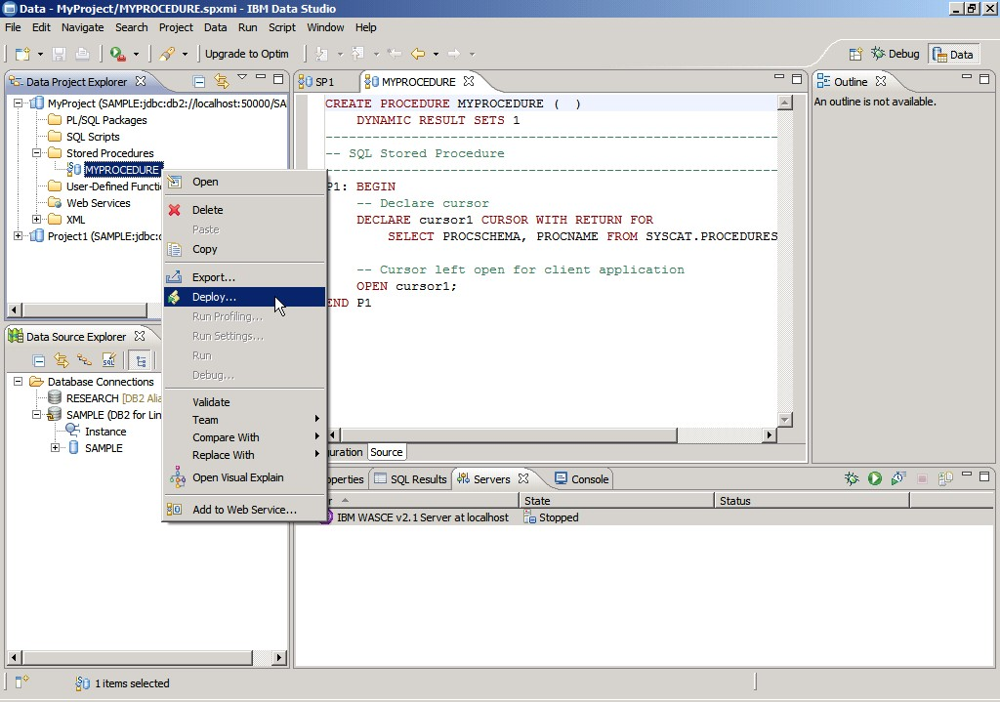 Data - MyProject/MYPROCEDURE.spxmi - IBM Data Studio
File Edit Navigate Search Project Data Run Script Window Help
Upgrade to Optim
Debug
Data
Data Project Explorer
MyProject (SAMPLE:jdbc:db2://localhost:50000/SA
PL/SQL Packages
SQL Scripts
Stored Procedures
MYPROCEDURE
User-Defined Functi
Web Services
XML
Project1 (SAMPLE:jdbc:
Open
Delete
Paste
Copy
Export...
Deploy...
Run Profiling...
Run Settings...
Run
Debug...
Validate
Team
Compare With
Replace With
Open Visual Explain
Add to Web Service...
SP1
MYPROCEDURE
CREATE PROCEDURE MYPROCEDURE ( )
DYNAMIC RESULT SETS 1
------------------------------------------------------------------------
-- SQL Stored Procedure
------------------------------------------------------------------------
P1: BEGIN
-- Declare cursor
DECLARE cursor1 CURSOR WITH RETURN FOR
SELECT PROCSCHEMA, PROCNAME FROM SYSCAT.PROCEDURES
-- Cursor left open for client application
OPEN cursor1;
END P1
uration
Source
Outline
An outline is not available.
Data Source Explorer
SQL
Database Connections
RESEARCH [DB2 Alia
SAMPLE (DB2 for Lin
Instance
SAMPLE
operties
SQL Results
Servers
Console
r
State
Status
IBM WASCE v2.1 Server at localhost
Stopped
1 items selected